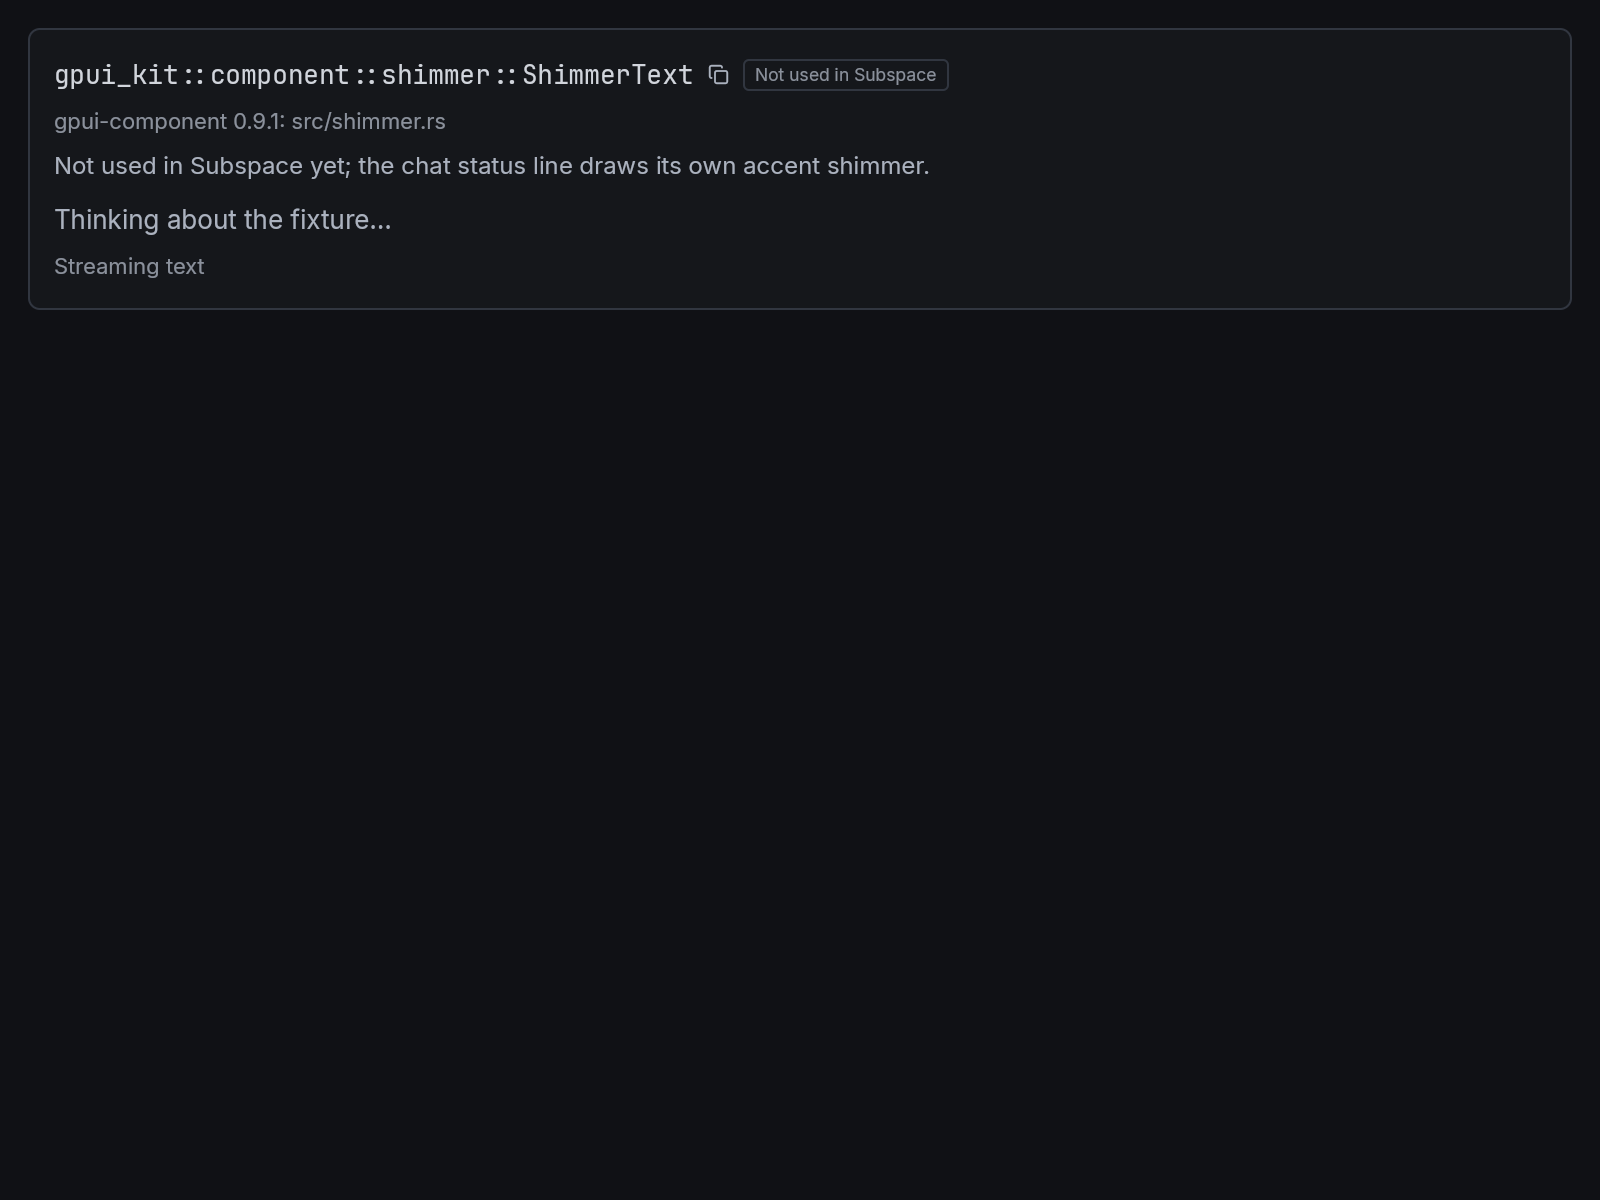 gpui_kit::component::shimmer::ShimmerText Not used in Subspace
gpui-component 0.9.1: src/shimmer.rs
Not used in Subspace yet; the chat status line draws its own accent shimmer.
Thinking about the fixture...
Streaming text